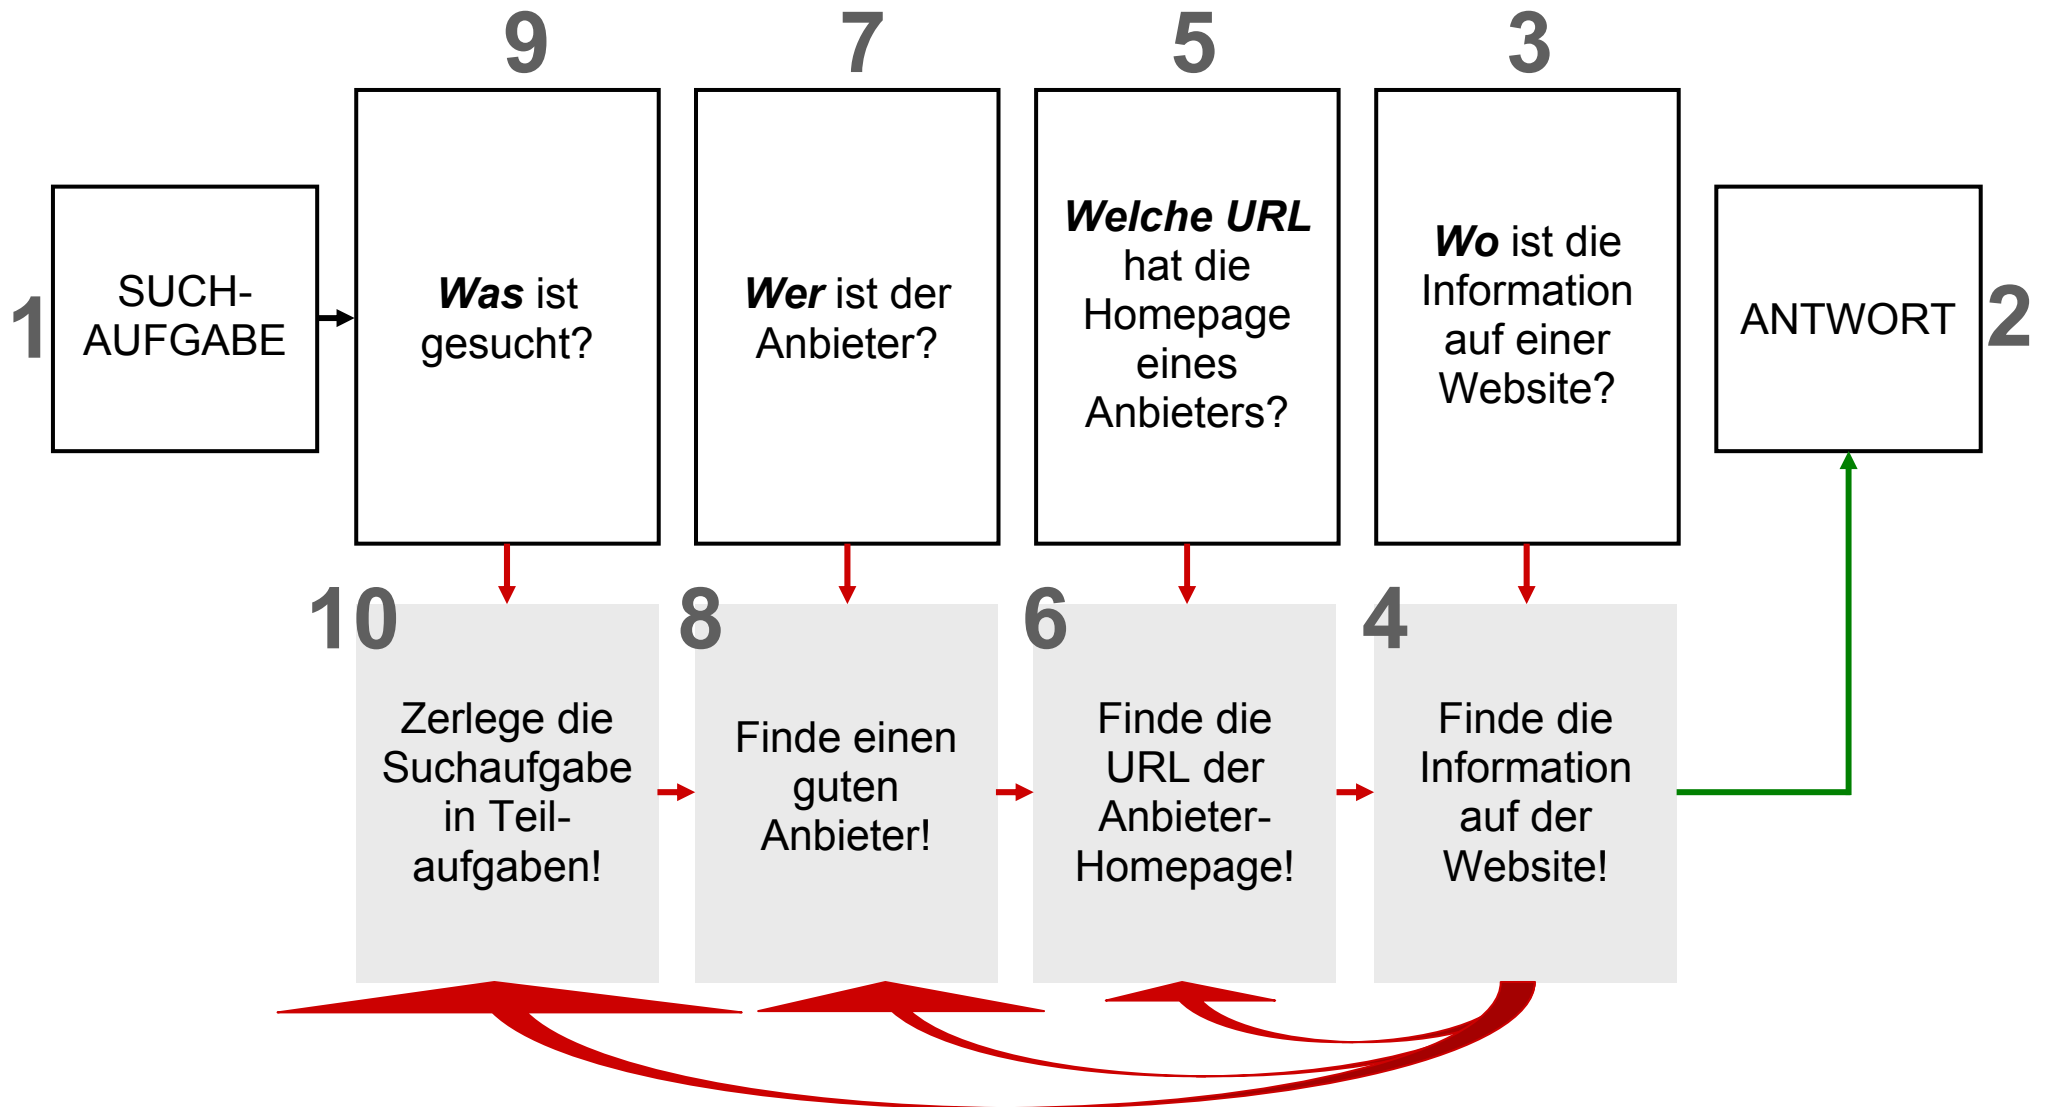 9
7
5
3
1
SUCH-
AUFGABE
Was ist
gesucht?
Wer ist der
Anbieter?
Welche URL
hat die
Homepage
eines
Anbieters?
Wo ist die
Information
auf einer
Website?
ANTWORT
2
10
Zerlege die
Suchaufgabe
in Teil-
aufgaben!
8
Finde einen
guten
Anbieter!
6
Finde die
URL der
Anbieter-
Homepage!
4
Finde die
Information
auf der
Website!